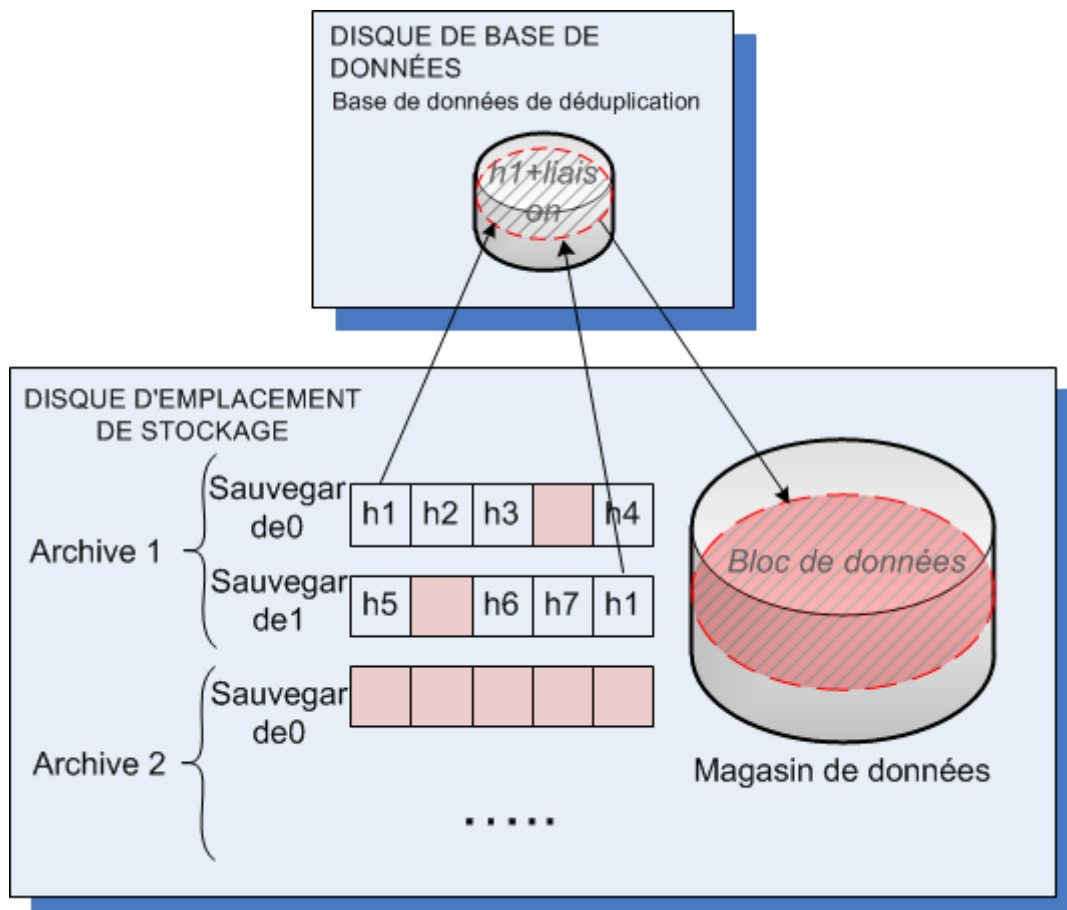 DISQUE DE BASE DE
DONNÉES
Base de données de déduplication
h1+liais
on
DISQUE D'EMPLACEMENT
DE STOCKAGE
Archive 1
Sauvegar
de0
h1 h2 h3 h4
Sauvegar
de1
h5 h6 h7 h1
Archive 2
Sauvegar
de0
.....
Bloc de données
Magasin de données